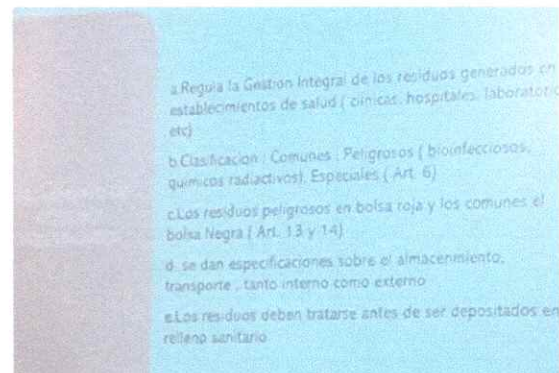 a.Regula la Gestion Integral de los residuos generados en
establecimientos de salud ( clinicas, hospitales, laboratorio
etc)
b.Clasificacion : Comunes ; Peligrosos ( bioinfecciosos,
quimicos radiactivos), Especiales ( Art. 6)
c.Los residuos peligrosos en bolsa roja y los comunes el
bolsa Negra ( Art. 13 y 14)
d. se dan especificaciones sobre el almacenmiento,
transporte , tanto interno como externo
e.Los residuos deben tratarse antes de ser depositados en
relleno sanitario